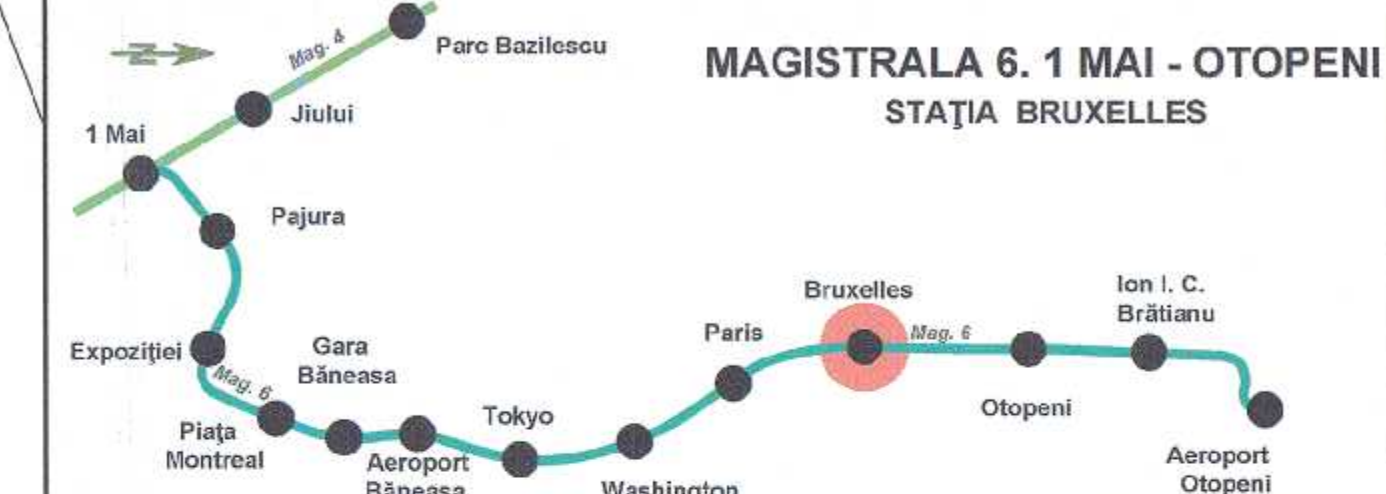 MAGISTRALA 6. 1 MAI - OTOPENI
STAŢIA BRUXELLES
N
Mag. 4
Parc Bazilescu
Jiului
1 Mai
Pajura
Expoziţiei
Mag. 6
Gara
Băneasa
Piaţa
Montreal
Aeroport
Băneasa
Tokyo
Washington
Paris
Bruxelles
Mag. 6
Otopeni
Ion I. C.
Brătianu
Aeroport
Otopeni